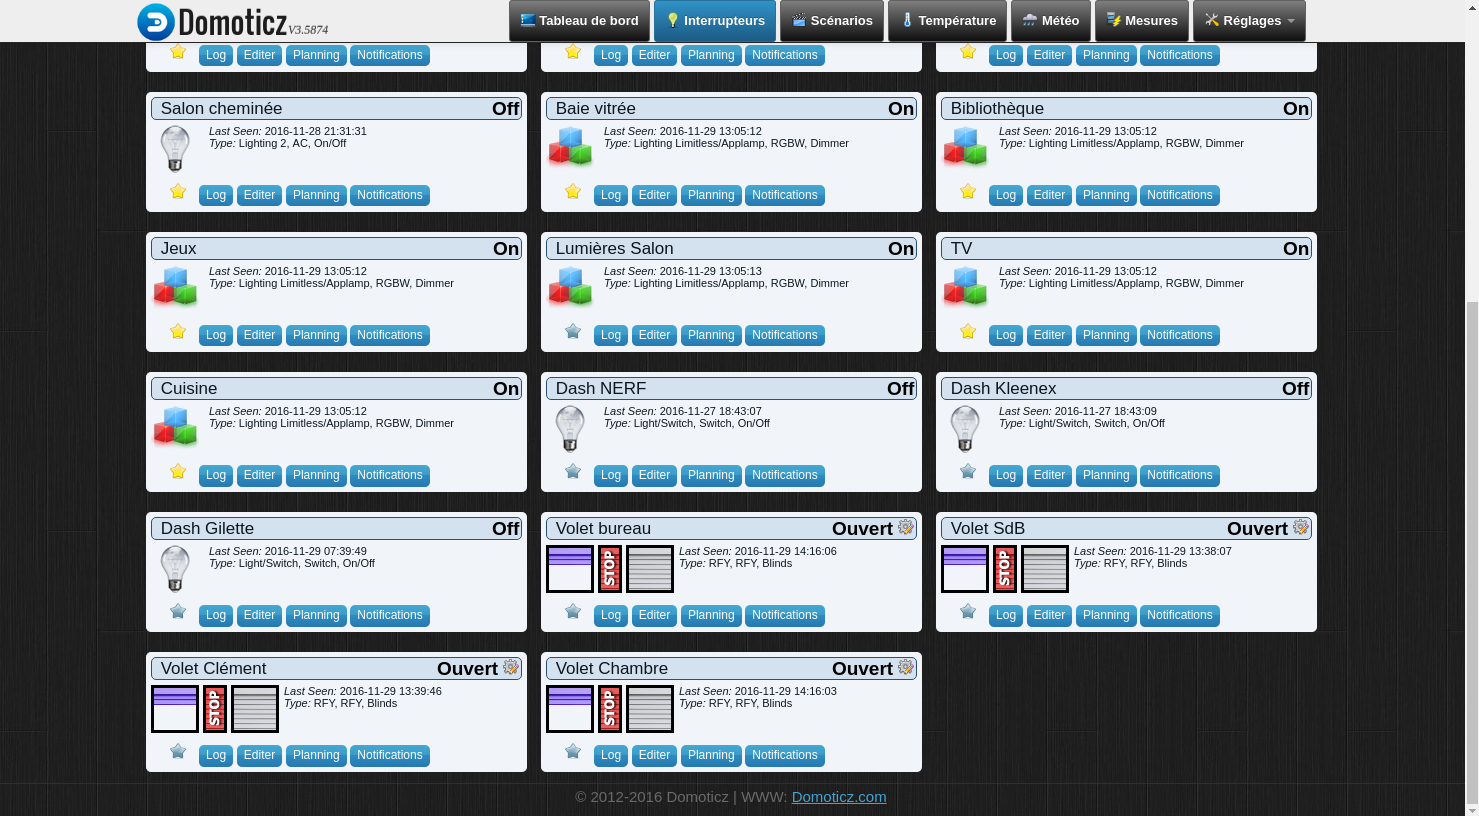 Domoticz V3.5874
Tableau de bord Interrupteurs Scénarios Température Météo Mesures Réglages
Log Editer Planning Notifications Log Editer Planning Notifications Log Editer Planning Notifications
Salon cheminée Off
Last Seen: 2016-11-28 21:31:31
Type: Lighting 2, AC, On/Off
Log Editer Planning Notifications
Baie vitrée On
Last Seen: 2016-11-29 13:05:12
Type: Lighting Limitless/Applamp, RGBW, Dimmer
Log Editer Planning Notifications
Bibliothèque On
Last Seen: 2016-11-29 13:05:12
Type: Lighting Limitless/Applamp, RGBW, Dimmer
Log Editer Planning Notifications
Jeux On
Last Seen: 2016-11-29 13:05:12
Type: Lighting Limitless/Applamp, RGBW, Dimmer
Log Editer Planning Notifications
Lumières Salon On
Last Seen: 2016-11-29 13:05:13
Type: Lighting Limitless/Applamp, RGBW, Dimmer
Log Editer Planning Notifications
TV On
Last Seen: 2016-11-29 13:05:12
Type: Lighting Limitless/Applamp, RGBW, Dimmer
Log Editer Planning Notifications
Cuisine On
Last Seen: 2016-11-29 13:05:12
Type: Lighting Limitless/Applamp, RGBW, Dimmer
Log Editer Planning Notifications
Dash NERF Off
Last Seen: 2016-11-27 18:43:07
Type: Light/Switch, Switch, On/Off
Log Editer Planning Notifications
Dash Kleenex Off
Last Seen: 2016-11-27 18:43:09
Type: Light/Switch, Switch, On/Off
Log Editer Planning Notifications
Dash Gilette Off
Last Seen: 2016-11-29 07:39:49
Type: Light/Switch, Switch, On/Off
Log Editer Planning Notifications
Volet bureau Ouvert
STOP
Last Seen: 2016-11-29 14:16:06
Type: RFY, RFY, Blinds
Log Editer Planning Notifications
Volet SdB Ouvert
STOP
Last Seen: 2016-11-29 13:38:07
Type: RFY, RFY, Blinds
Log Editer Planning Notifications
Volet Clément Ouvert
STOP
Last Seen: 2016-11-29 13:39:46
Type: RFY, RFY, Blinds
Log Editer Planning Notifications
Volet Chambre Ouvert
STOP
Last Seen: 2016-11-29 14:16:03
Type: RFY, RFY, Blinds
Log Editer Planning Notifications
© 2012-2016 Domoticz | WWW: Domoticz.com